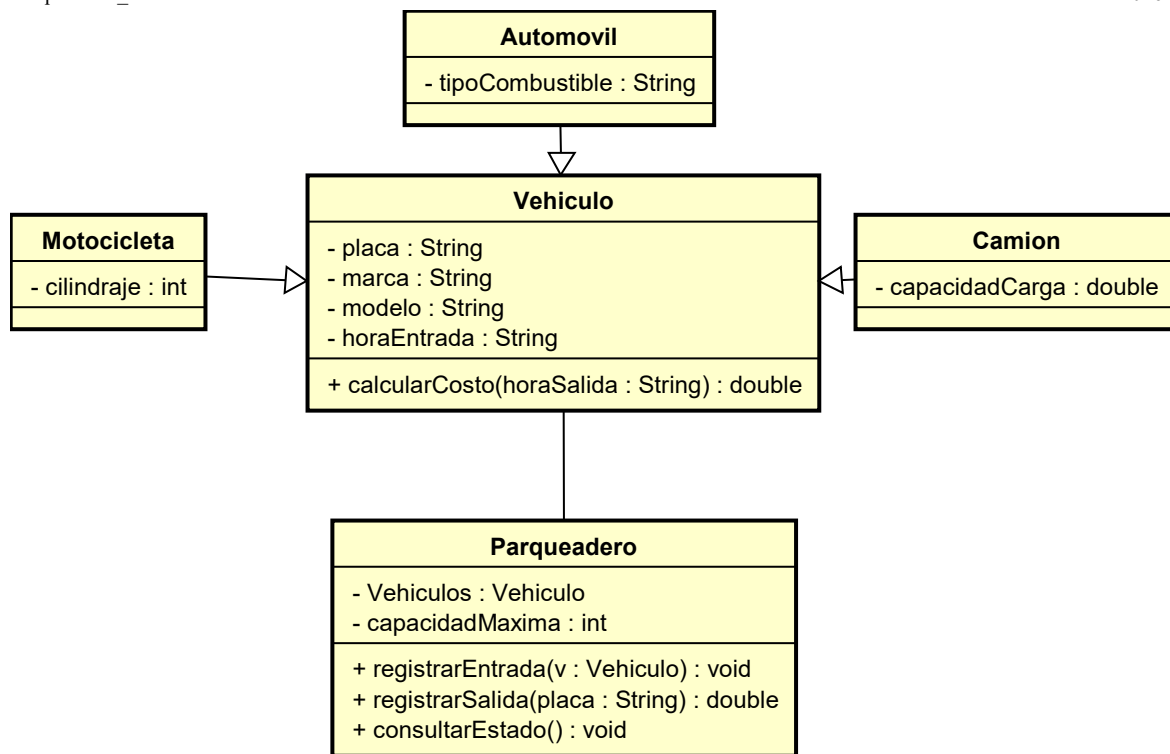 Automovil
- tipoCombustible : String
Vehiculo
- placa : String
- marca : String
- modelo : String
- horaEntrada : String
+ calcularCosto(horaSalida : String) : double
Motocicleta
- cilindraje : int
Camion
- capacidadCarga : double
Parqueadero
- Vehiculos : Vehiculo
- capacidadMaxima : int
+ registrarEntrada(v : Vehiculo) : void
+ registrarSalida(placa : String) : double
+ consultarEstado() : void